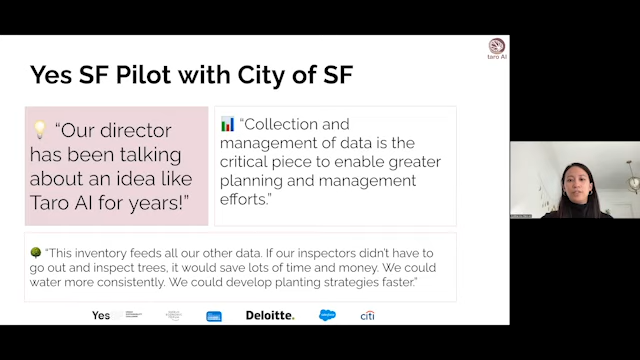 taro AI
Yes SF Pilot with City of SF
“Our director
has been talking
about an idea like
Taro AI for years!”
“Collection and
management of data is the
critical piece to enable greater
planning and management
efforts.”
“This inventory feeds all our other data. If our inspectors didn’t have to
go out and inspect trees, it would save lots of time and money. We could
water more consistently. We could develop planting strategies faster.”
Yes
Deloitte.
salesforce
citi